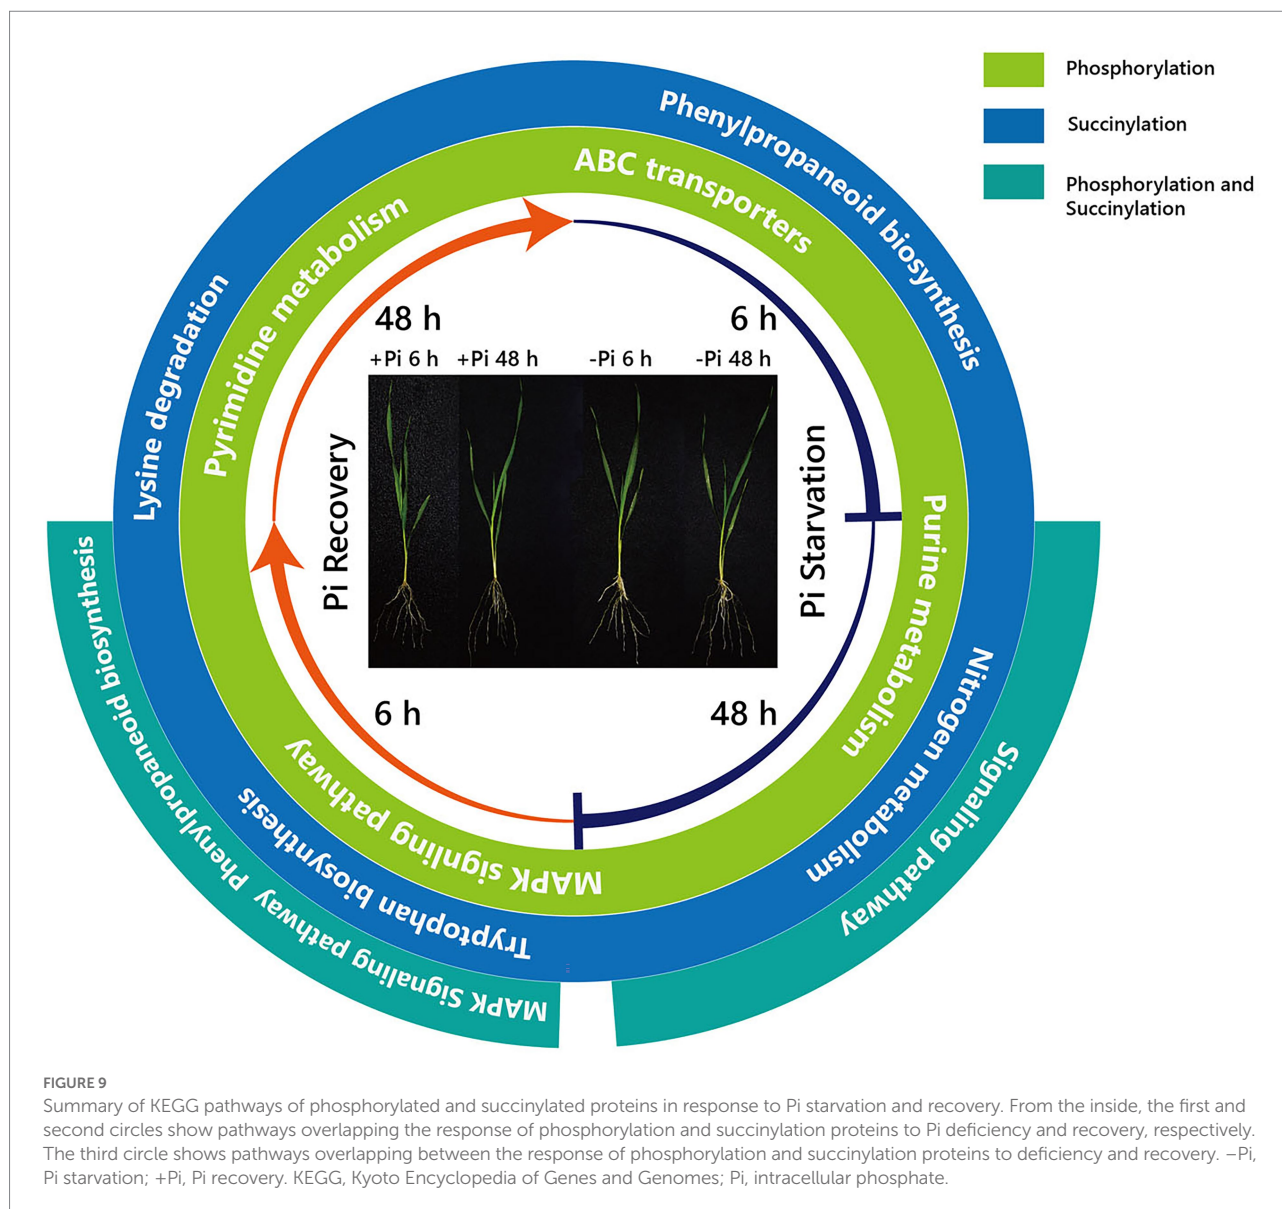 Phosphorylation
Succinylation
Phosphorylation and
Succinylation
Phenylpropaneoid biosynthesis
ABC transporters
Pyrimidine metabolism
Lysine degradation
48 h
6 h
+Pi 6 h
+Pi 48 h
-Pi 6 h
-Pi 48 h
Pi Recovery
Pi Starvation
Purine metabolism
Nitrogen metabolism
Signaling pathway
6 h
48 h
MAPK signling pathway
Tryptophan biosynthesis
MAPK Signaling pathway Phenylpropaneoid biosynthesis
FIGURE 9
Summary of KEGG pathways of phosphorylated and succinylated proteins in response to Pi starvation and recovery. From the inside, the first and
second circles show pathways overlapping the response of phosphorylation and succinylation proteins to Pi deficiency and recovery, respectively.
The third circle shows pathways overlapping between the response of phosphorylation and succinylation proteins to deficiency and recovery. −Pi,
Pi starvation; +Pi, Pi recovery. KEGG, Kyoto Encyclopedia of Genes and Genomes; Pi, intracellular phosphate.